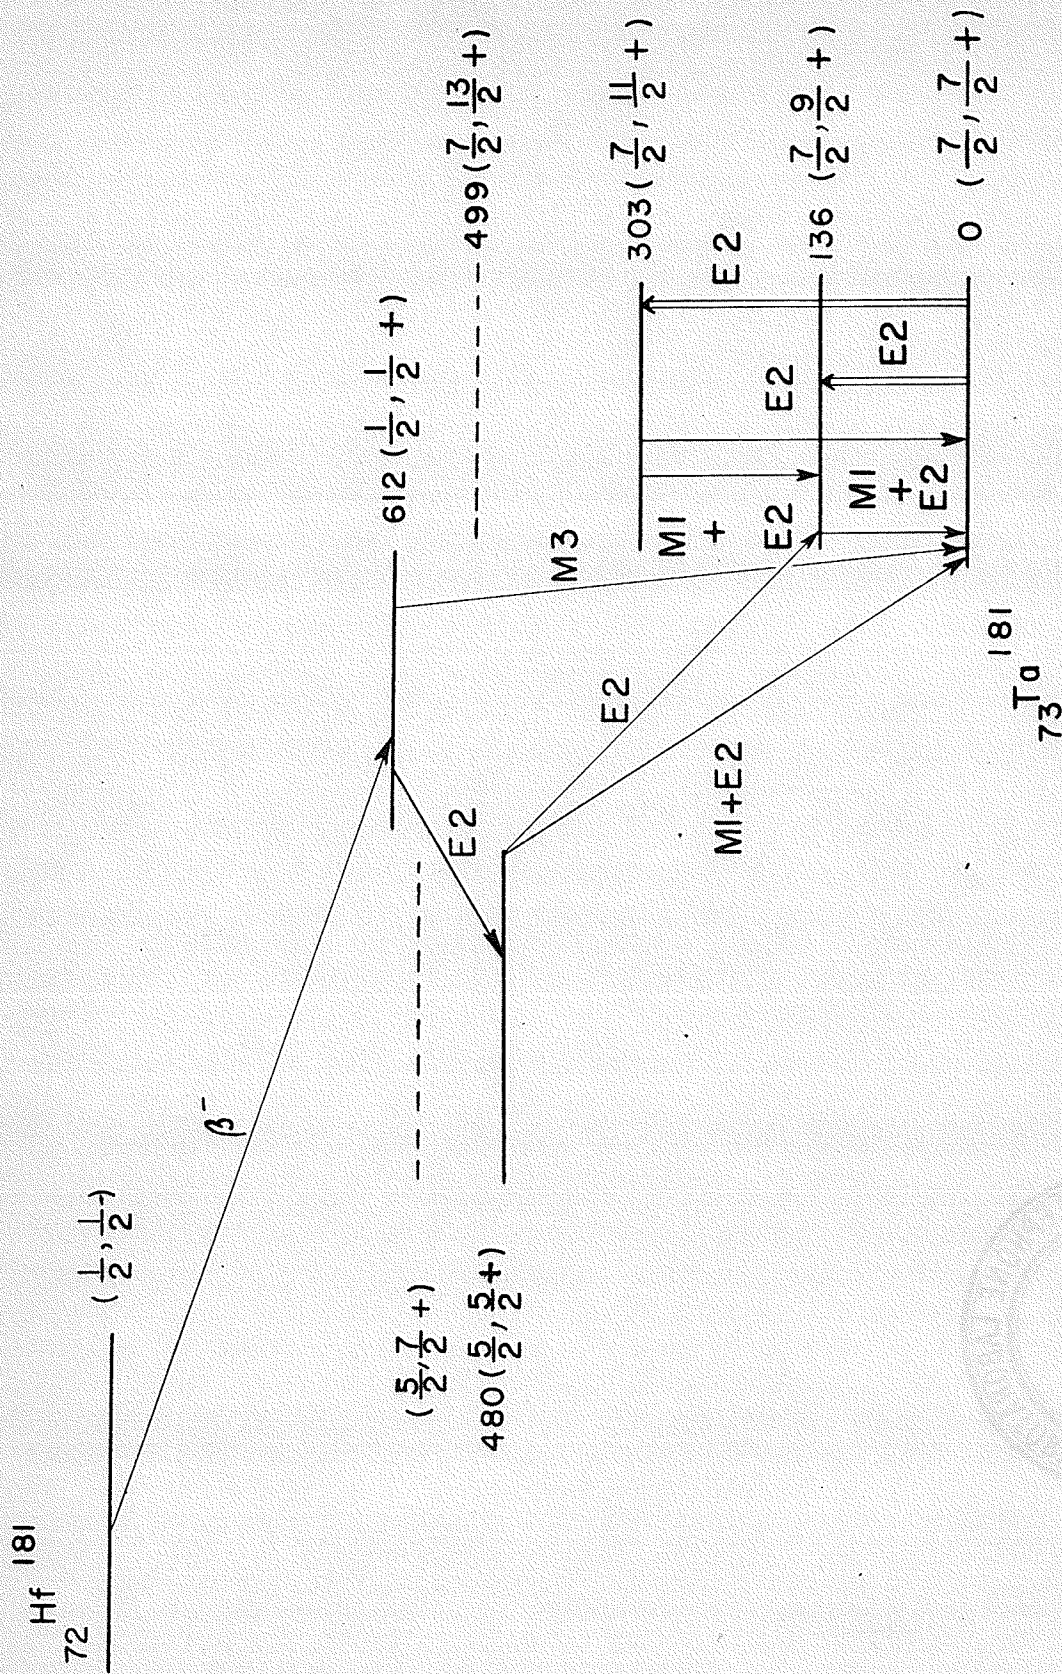 Hf 181
72
(1/2, 1/2 -)
β⁻
612 (1/2, 1/2 +)
499 (7/2, 13/2 +)
(5/2, 7/2 +)
480 (5/2, 5/2 +)
E2
M3
E2
M1+E2
303 (7/2, 11/2 +)
M1
+
E2
E2
E2
136 (7/2, 9/2 +)
M1
+
E2
E2
0 (7/2, 7/2 +)
73 Ta 181